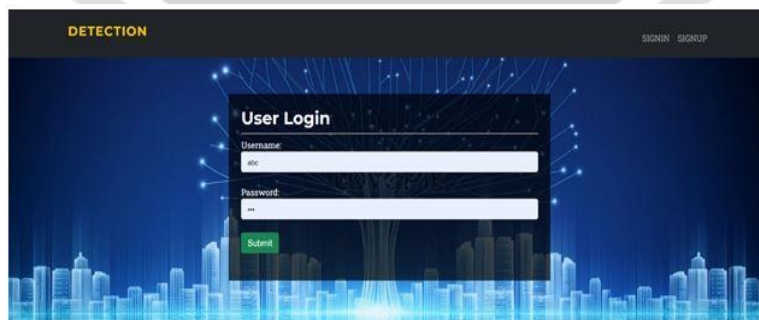 DETECTION
SIGNIN SIGNUP
User Login
Username:
abc
Password:
•••
Submit